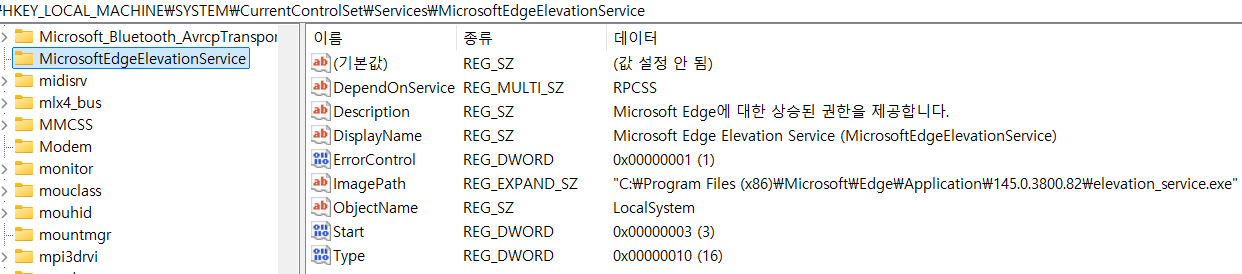 \HKEY_LOCAL_MACHINE\SYSTEM\CurrentControlSet\Services\MicrosoftEdgeElevationService
Microsoft_Bluetooth_AvrcpTranspor
MicrosoftEdgeElevationService
midisrv
mlx4_bus
MMCSS
Modem
monitor
mouclass
mouhid
mountmgr
mpi3drvi
이름 종류 데이터
(기본값) REG_SZ (값 설정 안 됨)
DependOnService REG_MULTI_SZ RPCSS
Description REG_SZ Microsoft Edge에 대한 상승된 권한을 제공합니다.
DisplayName REG_SZ Microsoft Edge Elevation Service (MicrosoftEdgeElevationService)
ErrorControl REG_DWORD 0x00000001 (1)
ImagePath REG_EXPAND_SZ "C:₩Program Files (x86)₩Microsoft₩Edge₩Application₩145.0.3800.82₩elevation_service.exe"
ObjectName REG_SZ LocalSystem
Start REG_DWORD 0x00000003 (3)
Type REG_DWORD 0x00000010 (16)